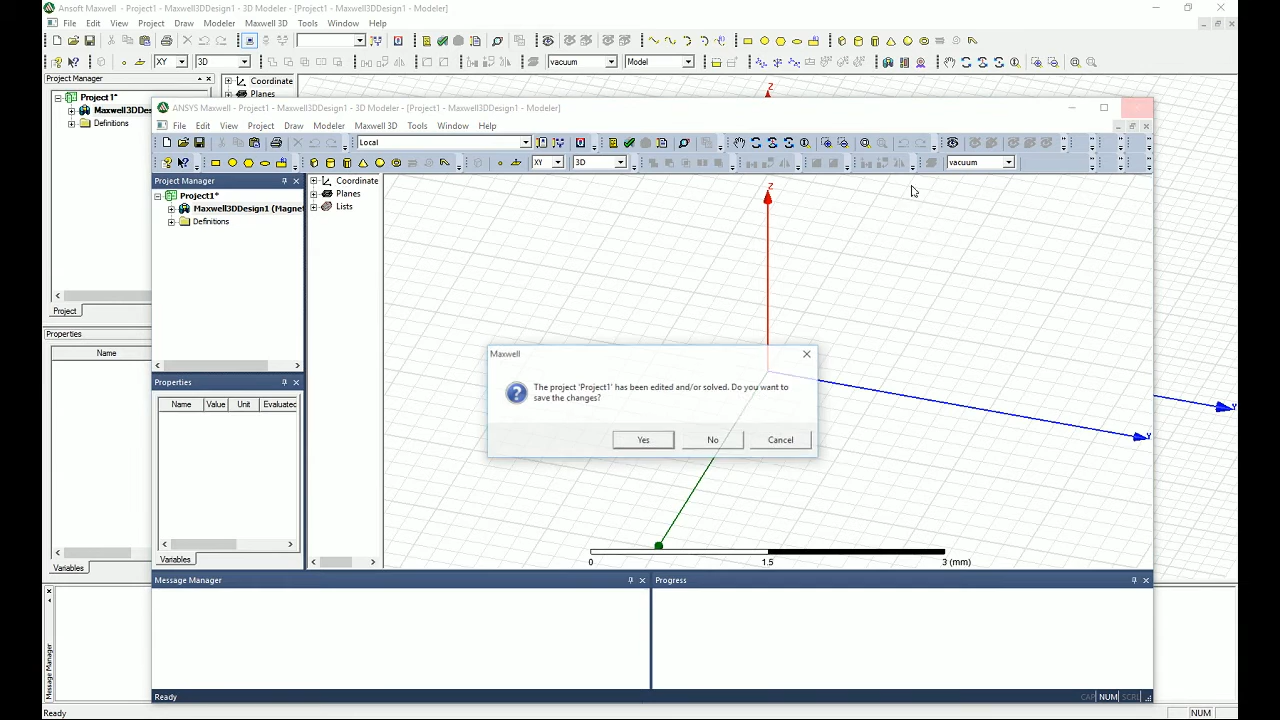 Ansoft Maxwell - Project1 - Maxwell3DDesign1 - 3D Modeler - [Project1 - Maxwell3DDesign1 - Modeler]
File Edit View Project Draw Modeler Maxwell 3D Tools Window Help
XY 3D vacuum Model
Project Manager
Project1*
Maxwell3DDes
Definitions
Project
Properties
Name
Variables
Message Manager
Ready
NUM
Coordinate
Planes
Z
Y
ANSYS Maxwell - Project1 - Maxwell3DDesign1 - 3D Modeler - [Project1 - Maxwell3DDesign1 - Modeler]
File Edit View Project Draw Modeler Maxwell 3D Tools Window Help
Local
XY 3D vacuum
Project Manager
Project1*
Maxwell3DDesign1 (Magnet
Definitions
Properties
Name Value Unit Evaluated
Variables
Coordinate
Planes
Lists
Z
Y
0 1.5 3 (mm)
Maxwell
The project 'Project1' has been edited and/or solved. Do you want to
save the changes?
Yes No Cancel
Message Manager
Progress
Ready
CAP NUM SCRL